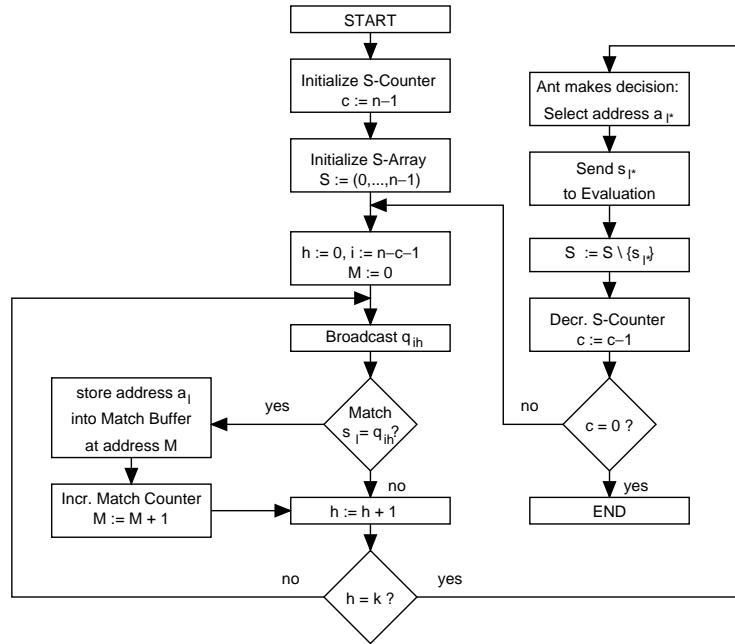 START
Initialize S-Counter
c := n−1
Initialize S-Array
S := (0,...,n−1)
h := 0, i := n−c−1
M := 0
Broadcast q_ih
Match
s_l = q_ih?
yes
no
store address a_l
into Match Buffer
at address M
Incr. Match Counter
M := M + 1
h := h + 1
h = k ?
no
yes
Ant makes decision:
Select address a_l*
Send s_l*
to Evaluation
S := S \ {s_l*}
Decr. S-Counter
c := c−1
c = 0 ?
no
yes
END